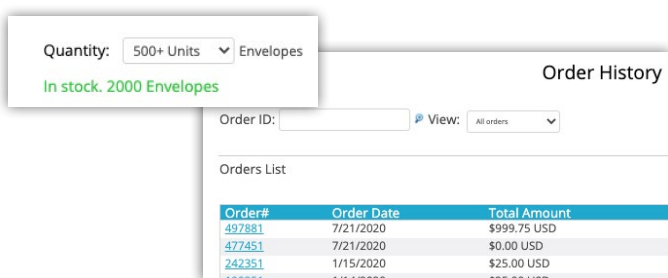 Quantity: 500+ Units Envelopes
In stock. 2000 Envelopes
Order History
Order ID: View: All orders
Orders List
Order# Order Date Total Amount
497881 7/21/2020 $999.75 USD
477451 7/21/2020 $0.00 USD
242351 1/15/2020 $25.00 USD